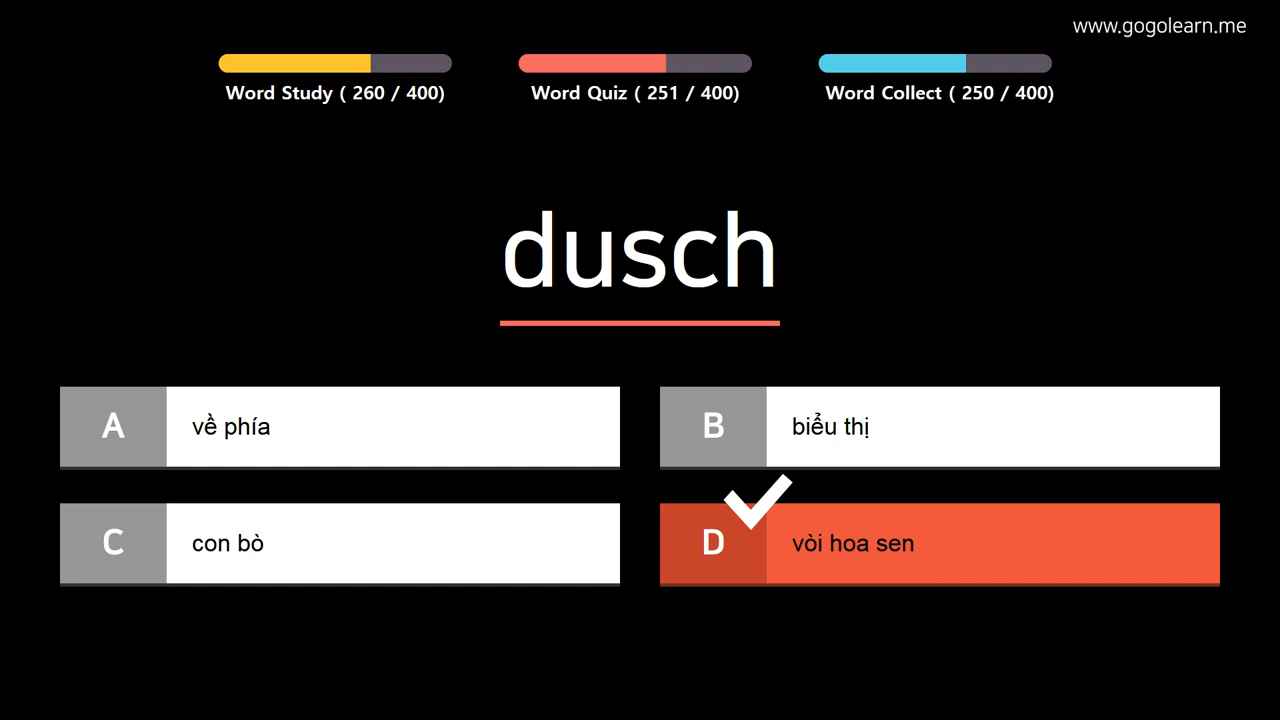 www.gogolearn.me
Word Study ( 260 / 400)
Word Quiz ( 251 / 400)
Word Collect ( 250 / 400)
dusch
A về phía
B biểu thị
C con bò
D vòi hoa sen